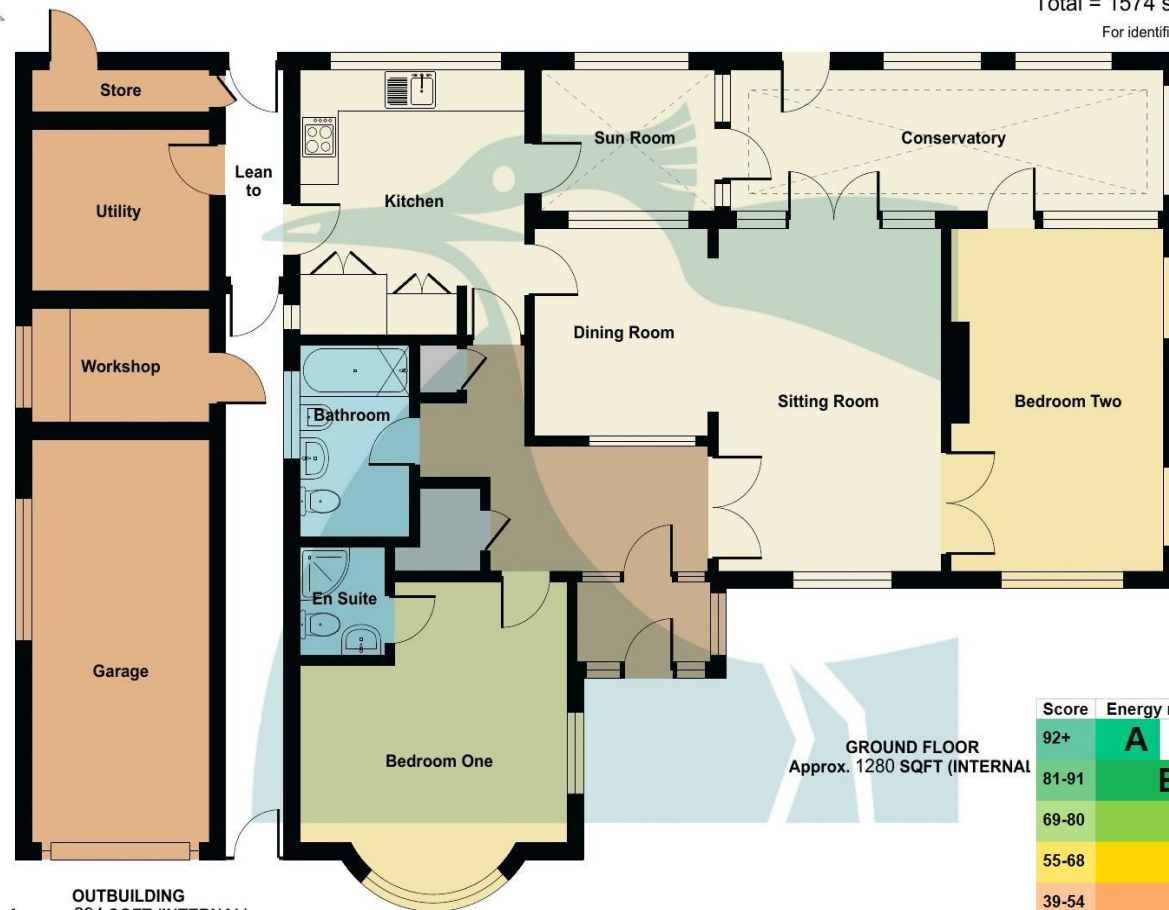 Total = 1574 s
For identifi
Store
Utility
Lean
to
Kitchen
Sun Room
Conservatory
Workshop
Dining Room
Bathroom
Sitting Room
Bedroom Two
En Suite
Garage
Bedroom One
GROUND FLOOR
Approx. 1280 SQFT (INTERNAL
Score Energy r
92+ A
81-91
69-80
55-68
39-54
OUTBUILDING